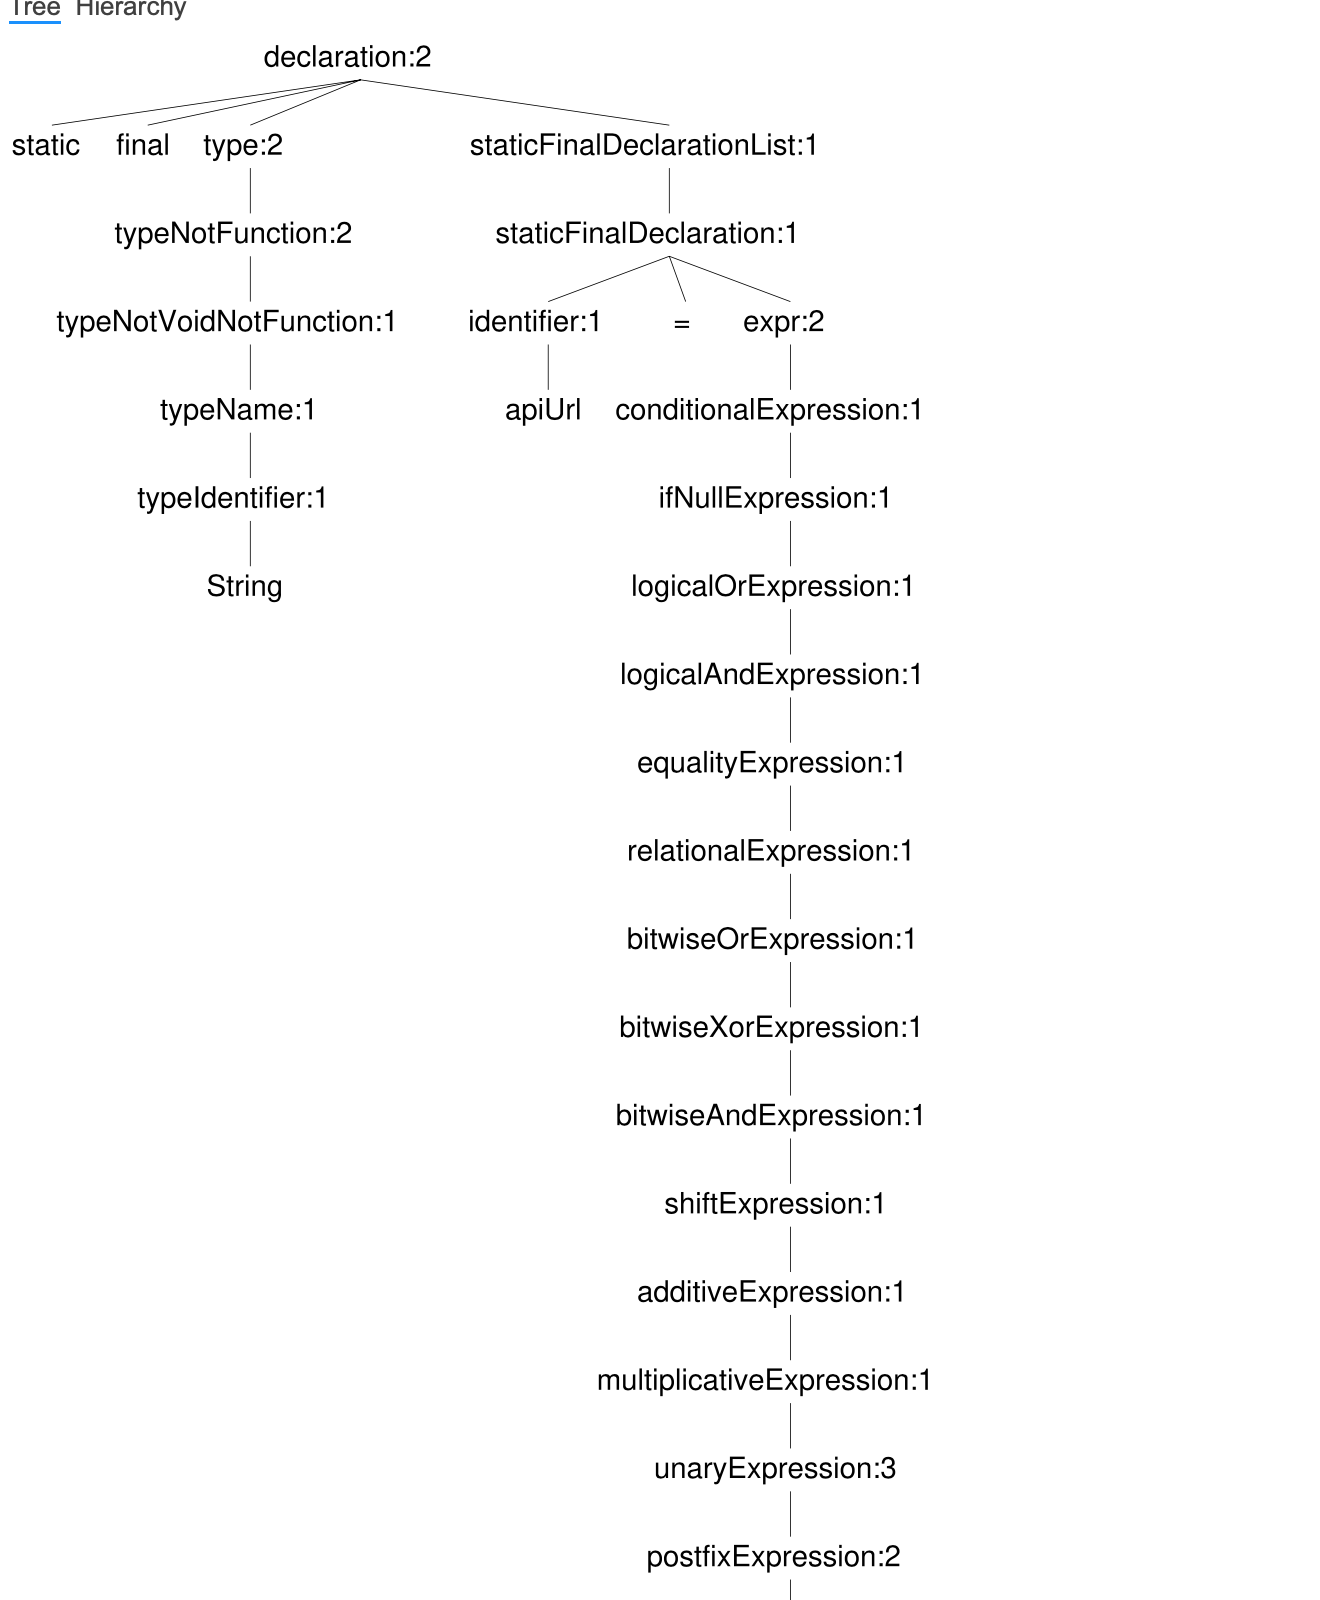 Tree Hierarchy
declaration:2
static final type:2 staticFinalDeclarationList:1
typeNotFunction:2 staticFinalDeclaration:1
typeNotVoidNotFunction:1 identifier:1 = expr:2
typeName:1 apiUrl conditionalExpression:1
typeIdentifier:1 ifNullExpression:1
String logicalOrExpression:1
logicalAndExpression:1
equalityExpression:1
relationalExpression:1
bitwiseOrExpression:1
bitwiseXorExpression:1
bitwiseAndExpression:1
shiftExpression:1
additiveExpression:1
multiplicativeExpression:1
unaryExpression:3
postfixExpression:2